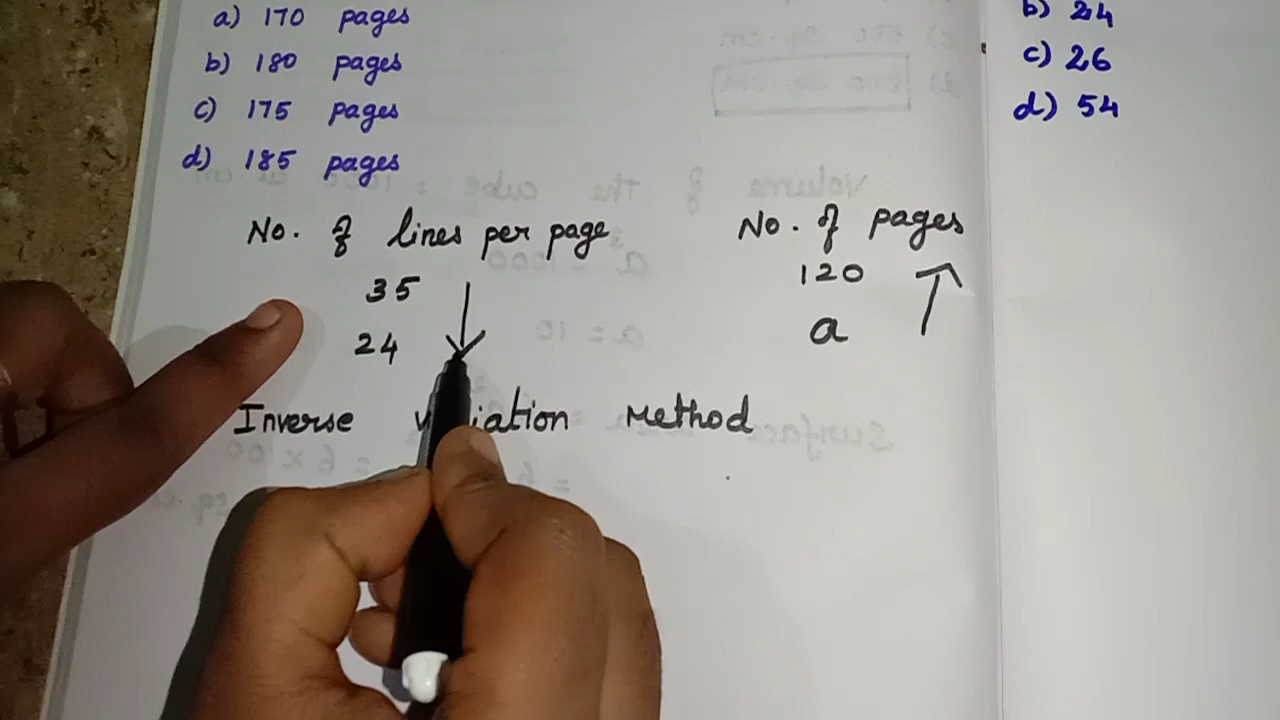 a) 170 pages
b) 180 pages
c) 175 pages
d) 185 pages
b) 24
c) 26
d) 54
No. of lines per page
35
24
No. of pages
120
a
Inverse variation Method